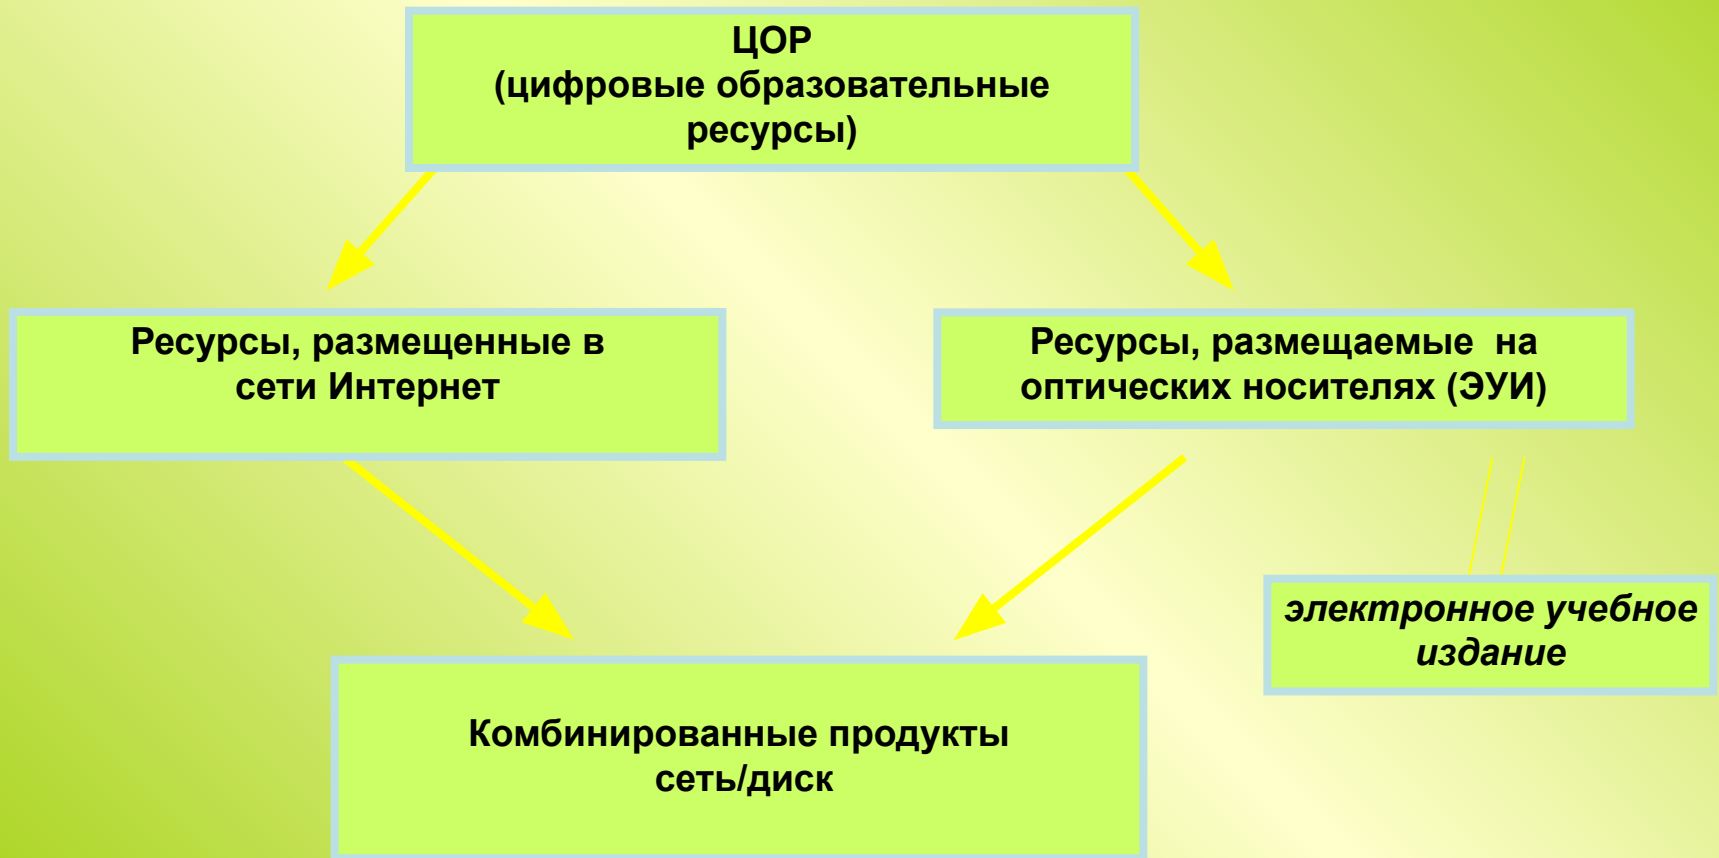 ЦОР
(цифровые образовательные
ресурсы)
Ресурсы, размещенные в
сети Интернет
Ресурсы, размещаемые на
оптических носителях (ЭУИ)
электронное учебное
издание
Комбинированные продукты
сеть/диск